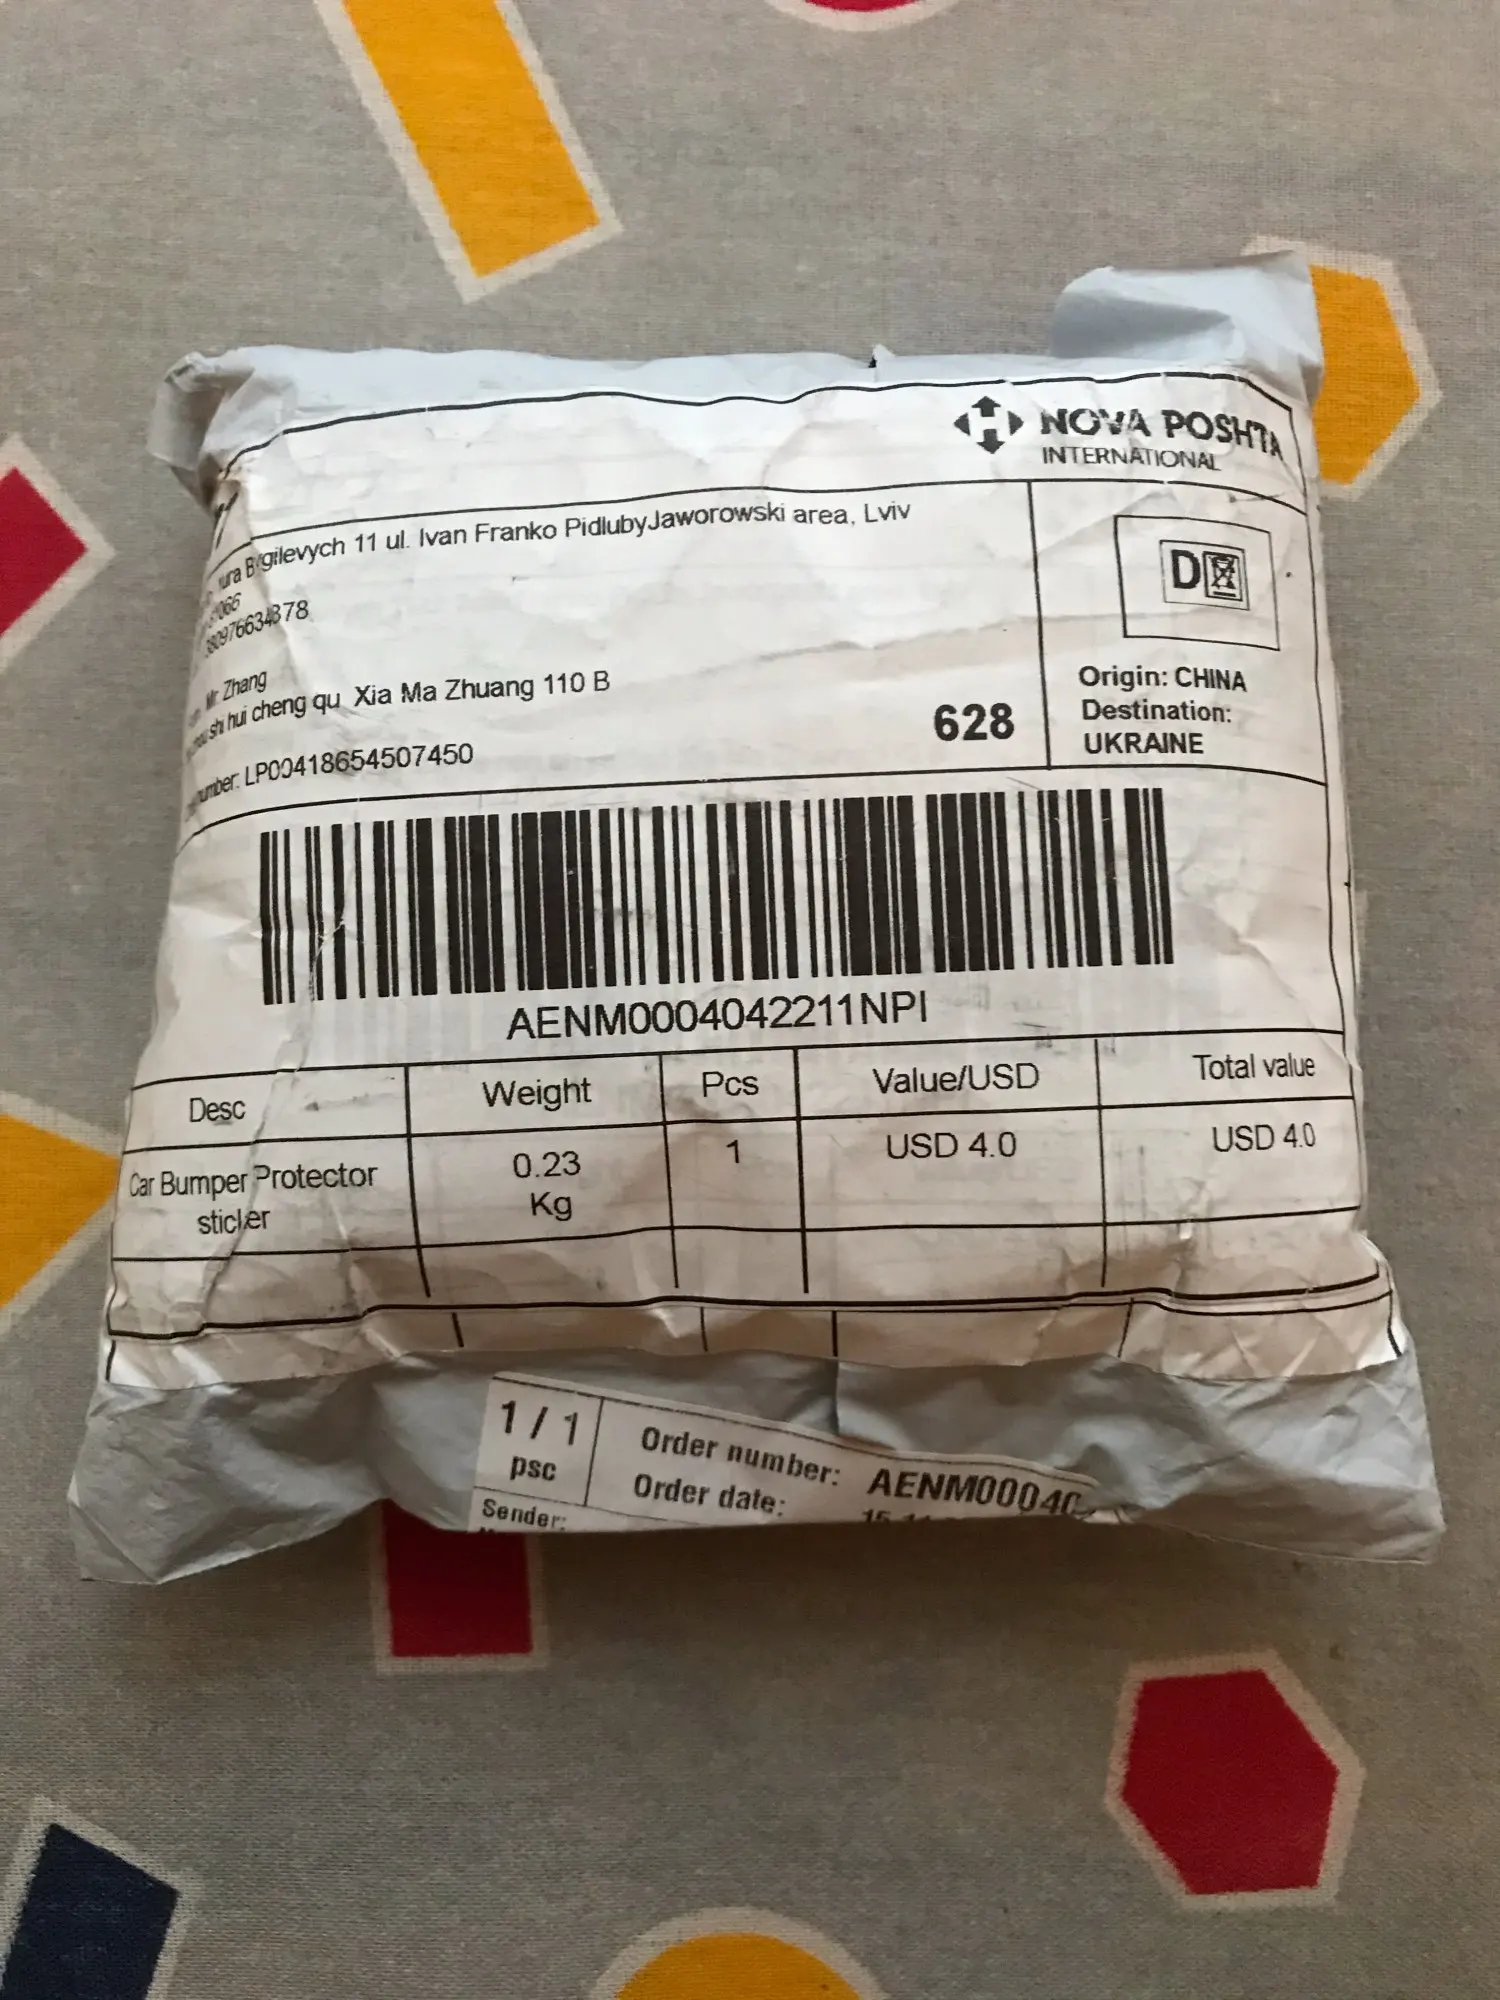 NOVA POSHTA
INTERNATIONAL
gilevych 11 ul. Ivan Franko PidlubyJaworowski area, Lviv
380976634378
Mr. Zhang
shi hui cheng qu Xia Ma Zhuang 110 B
number: LP00418654507450
628
D
Origin: CHINA
Destination:
UKRAINE
AENM0004042211NPI
Desc Weight Pcs Value/USD Total value
Car Bumper Protector sticker 0.23 Kg 1 USD 4.0 USD 4.0
1 / 1
psc
Order number: AENM00040
Order date:
Sender: